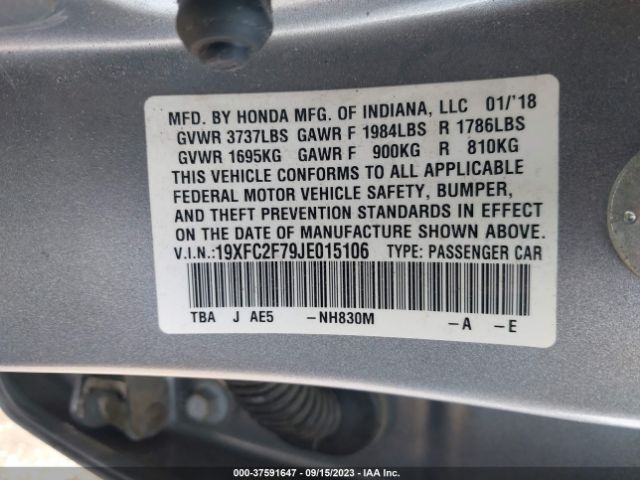 MFD. BY HONDA MFG. OF INDIANA, LLC 01/'18
GVWR 3737LBS GAWR F 1984LBS R 1786LBS
GVWR 1695KG GAWR F 900KG R 810KG
THIS VEHICLE CONFORMS TO ALL APPLICABLE
FEDERAL MOTOR VEHICLE SAFETY, BUMPER,
AND THEFT PREVENTION STANDARDS IN EFFECT
ON THE DATE OF MANUFACTURE SHOWN ABOVE.
V.I.N.:19XFC2F79JE015106 TYPE: PASSENGER CAR
TBA J AE5 –NH830M –A –E
000-37591647 - 09/15/2023 - IAA Inc.